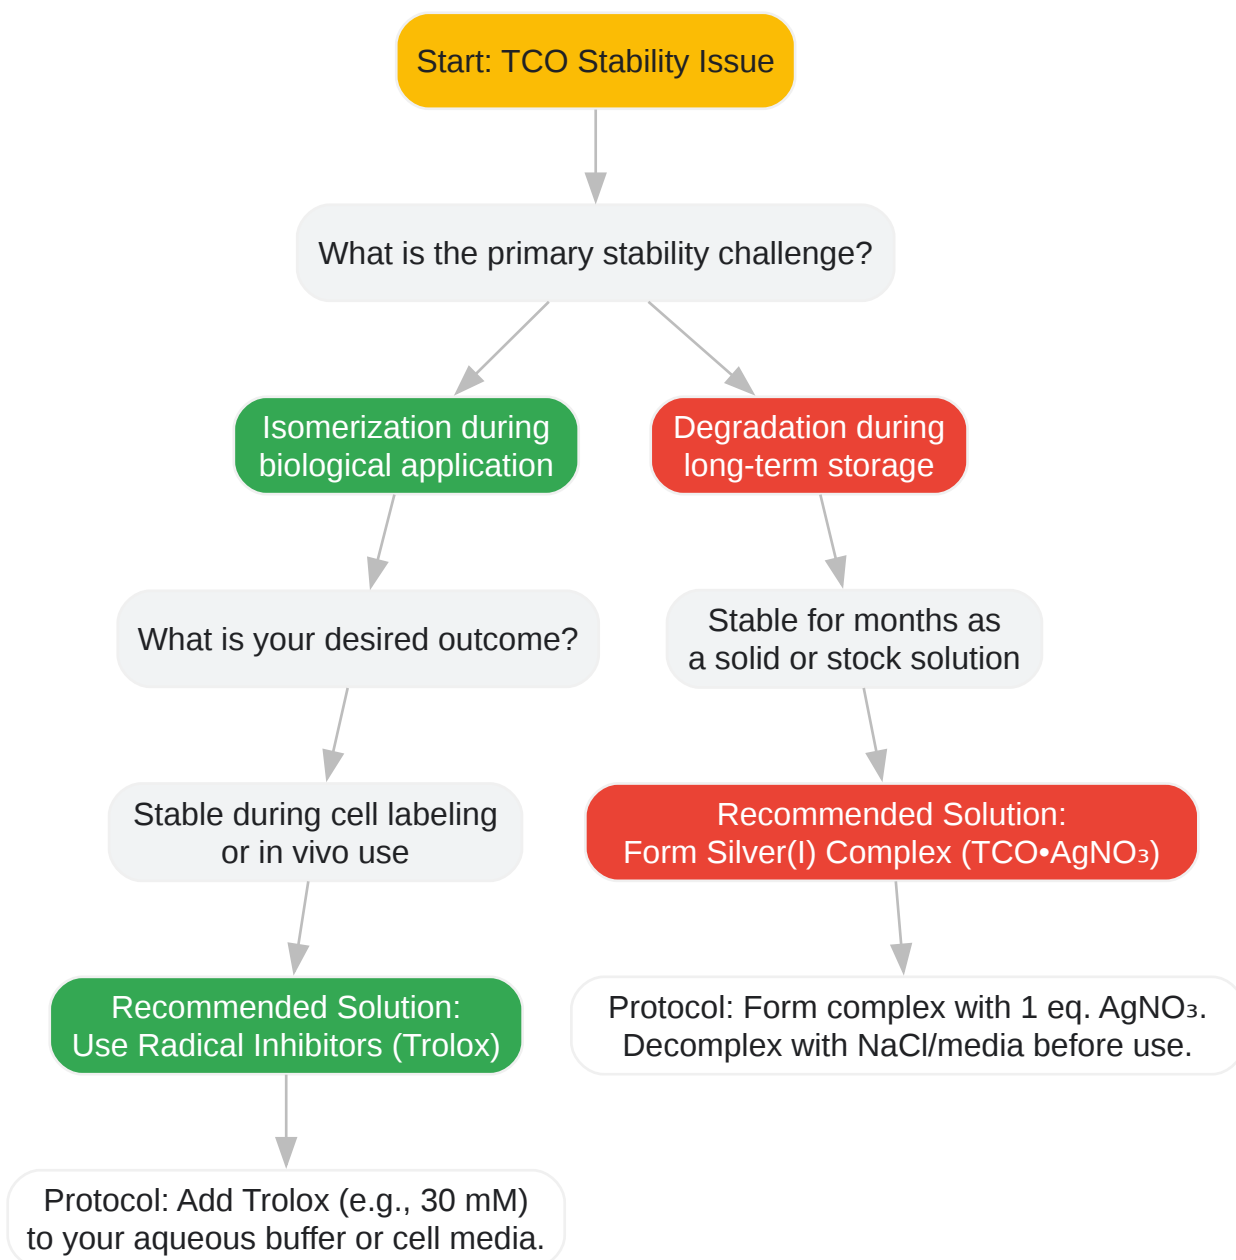 Start: TCO Stability Issue
What is the primary stability challenge?
Isomerization during
biological application
Degradation during
long-term storage
What is your desired outcome?
Stable for months as
a solid or stock solution
Stable during cell labeling
or in vivo use
Recommended Solution:
Form Silver(I) Complex (TCO•AgNO₃)
Recommended Solution:
Use Radical Inhibitors (Trolox)
Protocol: Form complex with 1 eq. AgNO₃.
Decomplex with NaCl/media before use.
Protocol: Add Trolox (e.g., 30 mM)
to your aqueous buffer or cell media.